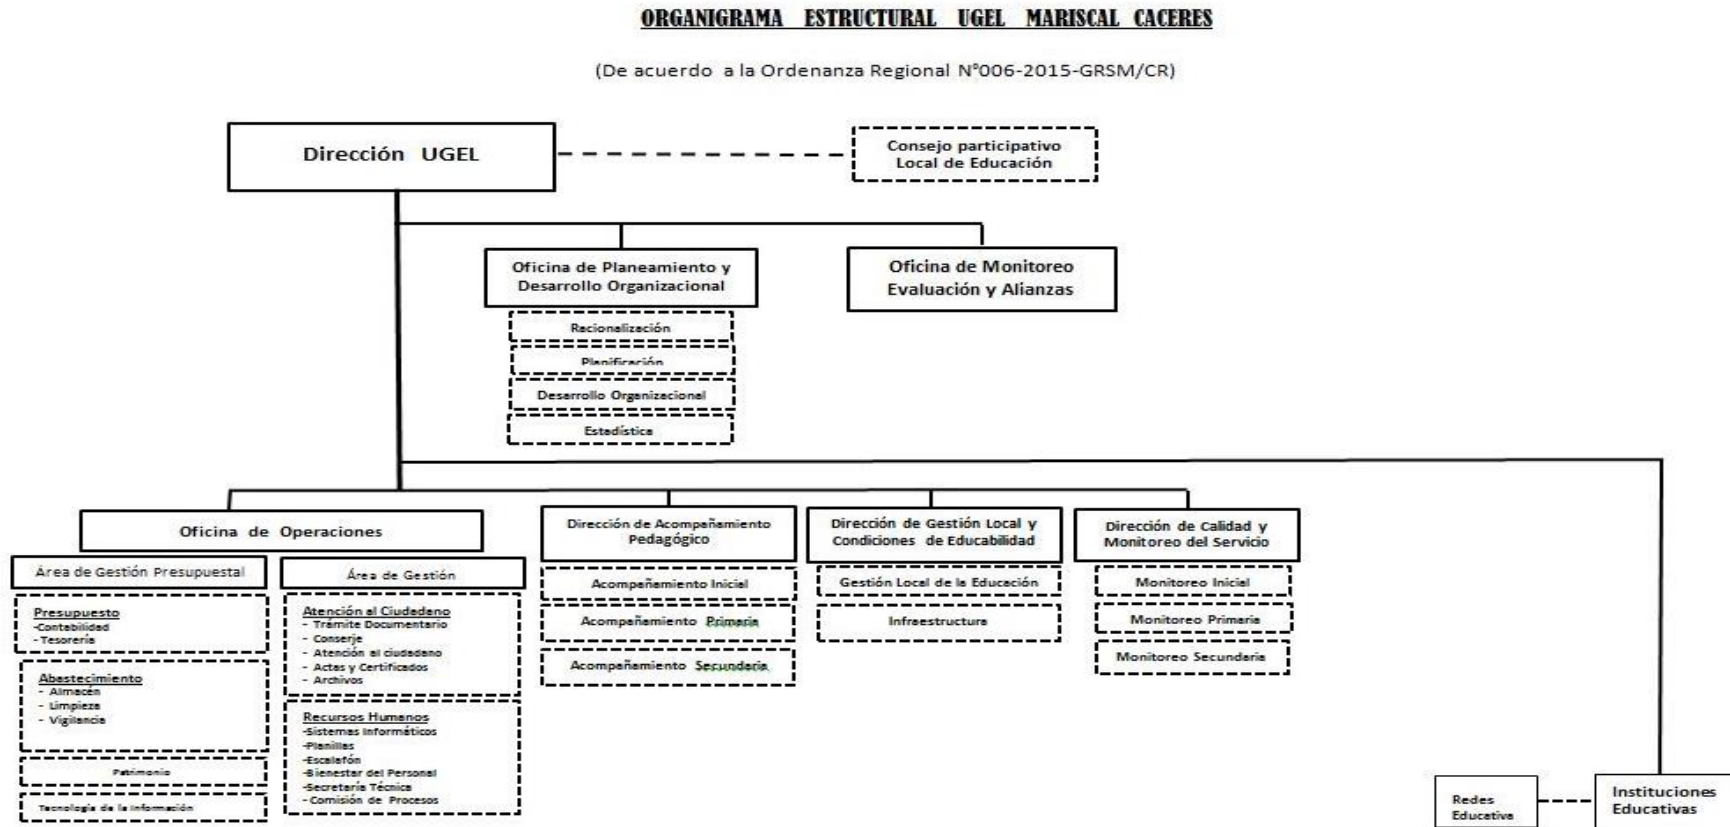 ORGANIGRAMA ESTRUCTURAL UGEL MARISCAL CACERES
(De acuerdo a la Ordenanza Regional N°006-2015-GRSM/CR)
Dirección UGEL
Consejo participativo
Local de Educación
Oficina de Planeamiento y
Desarrollo Organizacional
Oficina de Monitoreo
Evaluación y Alianzas
Racionalización
Planificación
Desarrollo Organizacional
Estadística
Oficina de Operaciones
Área de Gestión Presupuestal
Presupuesto
-Contabilidad
- Tesorería
Abastecimiento
- Almacén
- Limpieza
- Vigilancia
Patrimonio
Tecnología de la Información
Área de Gestión
Atención al Ciudadano
- Trámite Documentario
- Conserje
- Atención al ciudadano
- Actas y Certificados
- Archivos
Recursos Humanos
-Sistemas Informáticos
-Planillas
-Escalafón
-Bienestar del Personal
-Secretaría Técnica
- Comisión de Procesos
Dirección de Acompañamiento
Pedagógico
Acompañamiento Inicial
Acompañamiento Primaria
Acompañamiento Secundaria
Dirección de Gestión Local y
Condiciones de Educabilidad
Gestión Local de la Educación
Infraestructura
Dirección de Calidad y
Monitoreo del Servicio
Monitoreo Inicial
Monitoreo Primaria
Monitoreo Secundaria
Redes
Educativa
Instituciones
Educativas